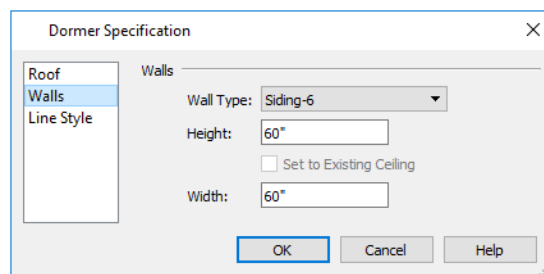 Dormer Specification
Roof
Walls
Line Style
Walls
Wall Type: Siding-6
Height: 60"
Set to Existing Ceiling
Width: 60"
OK Cancel Help